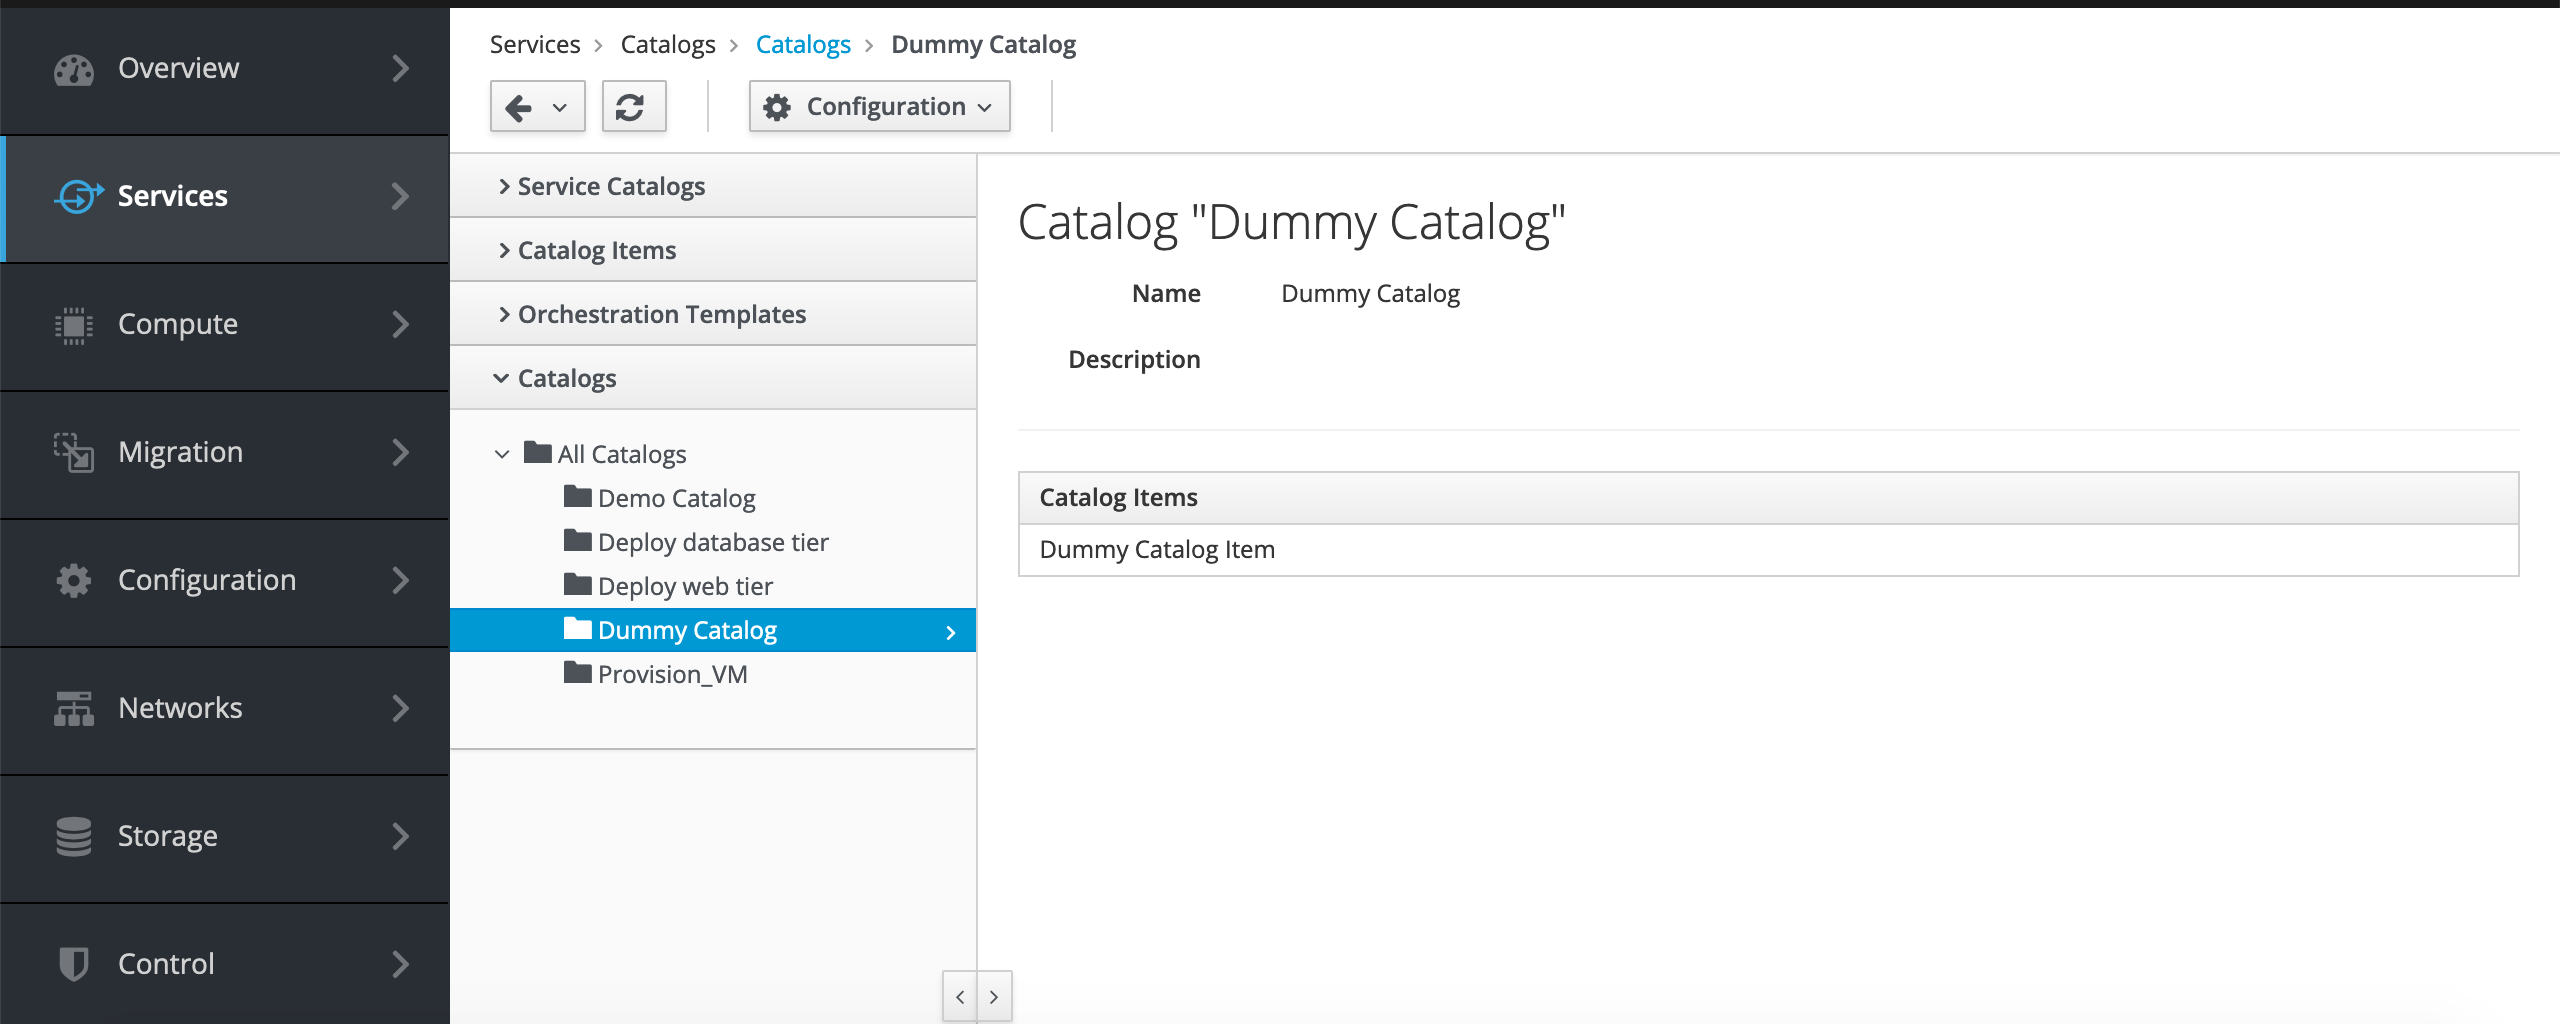 Overview
Services
Compute
Migration
Configuration
Networks
Storage
Control
Services > Catalogs > Catalogs > Dummy Catalog
Configuration
Service Catalogs
Catalog Items
Orchestration Templates
Catalogs
All Catalogs
Demo Catalog
Deploy database tier
Deploy web tier
Dummy Catalog
Provision_VM
Catalog "Dummy Catalog"
Name Dummy Catalog
Description
Catalog Items
Dummy Catalog Item